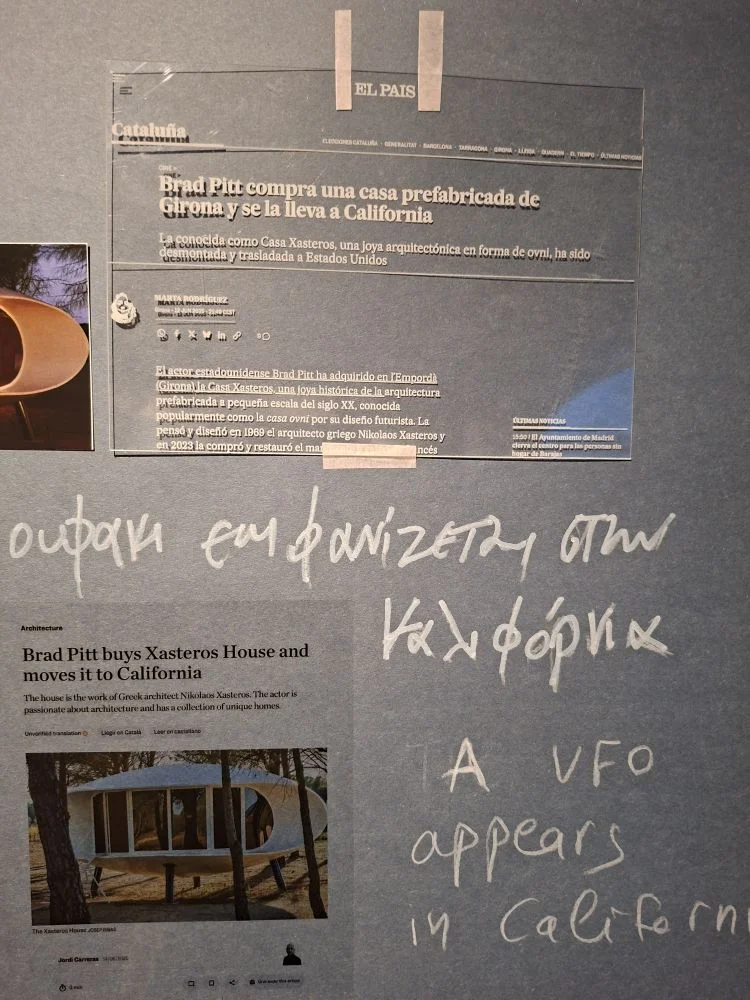 EL PAIS
Cataluña
ELECCIONES CATALUÑA · GENERALITAT · BARCELONA · TARRAGONA · GIRONA · LLEIDA · QUADERN · EL TIEMPO · ÚLTIMAS NOTICIAS
Brad Pitt compra una casa prefabricada de
Girona y se la lleva a California
La conocida como Casa Xasteros, una joya arquitectónica en forma de ovni, ha sido
desmontada y trasladada a Estados Unidos
MARTA RODRÍGUEZ
El actor estadounidense Brad Pitt ha adquirido en l'Empordà
(Girona) la Casa Xasteros, una joya histórica de la arquitectura
prefabricada a pequeña escala del siglo XX, conocida
popularmente como la casa ovni por su diseño futurista. La
pensó y diseñó en 1969 el arquitecto griego Nikolaos Xasteros y
en 2023 la compró y restauró el
ÚLTIMAS NOTICIAS
15:50 | El Ayuntamiento de Madrid
cierra el centro para las personas sin
hogar de Barajas
ουφακι εμφανίζεται στην
Καλιφόρνια
Architecture
Brad Pitt buys Xasteros House and
moves it to California
The house is the work of Greek architect Nikolaos Xasteros. The actor is
passionate about architecture and has a collection of unique homes.
Unverified translation
Llegir en Català
Leer en castellano
The Xasteros House JOSEP RIBAS
Jordi Carreras
A UFO
appears
in Californi